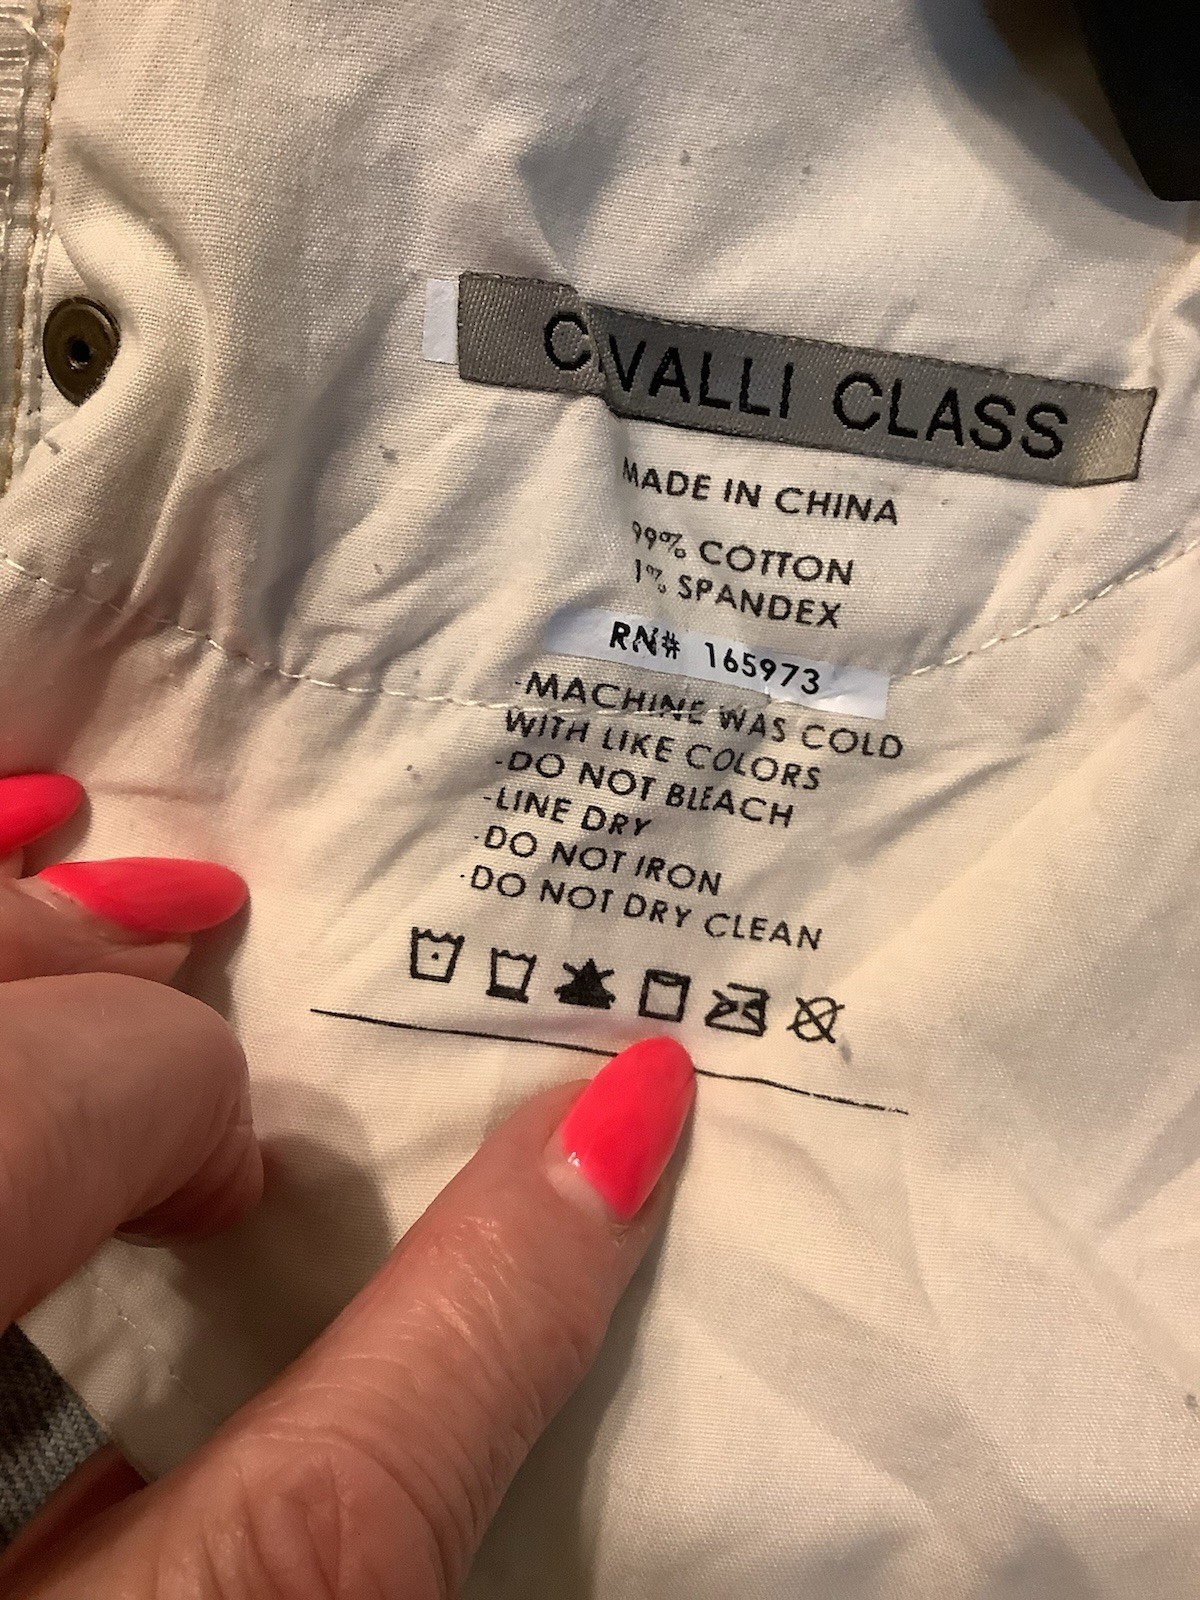 CAVALLI CLASS
MADE IN CHINA
99% COTTON
1% SPANDEX
RN# 165973
-MACHINE WAS COLD
WITH LIKE COLORS
-DO NOT BLEACH
-LINE DRY
-DO NOT IRON
-DO NOT DRY CLEAN